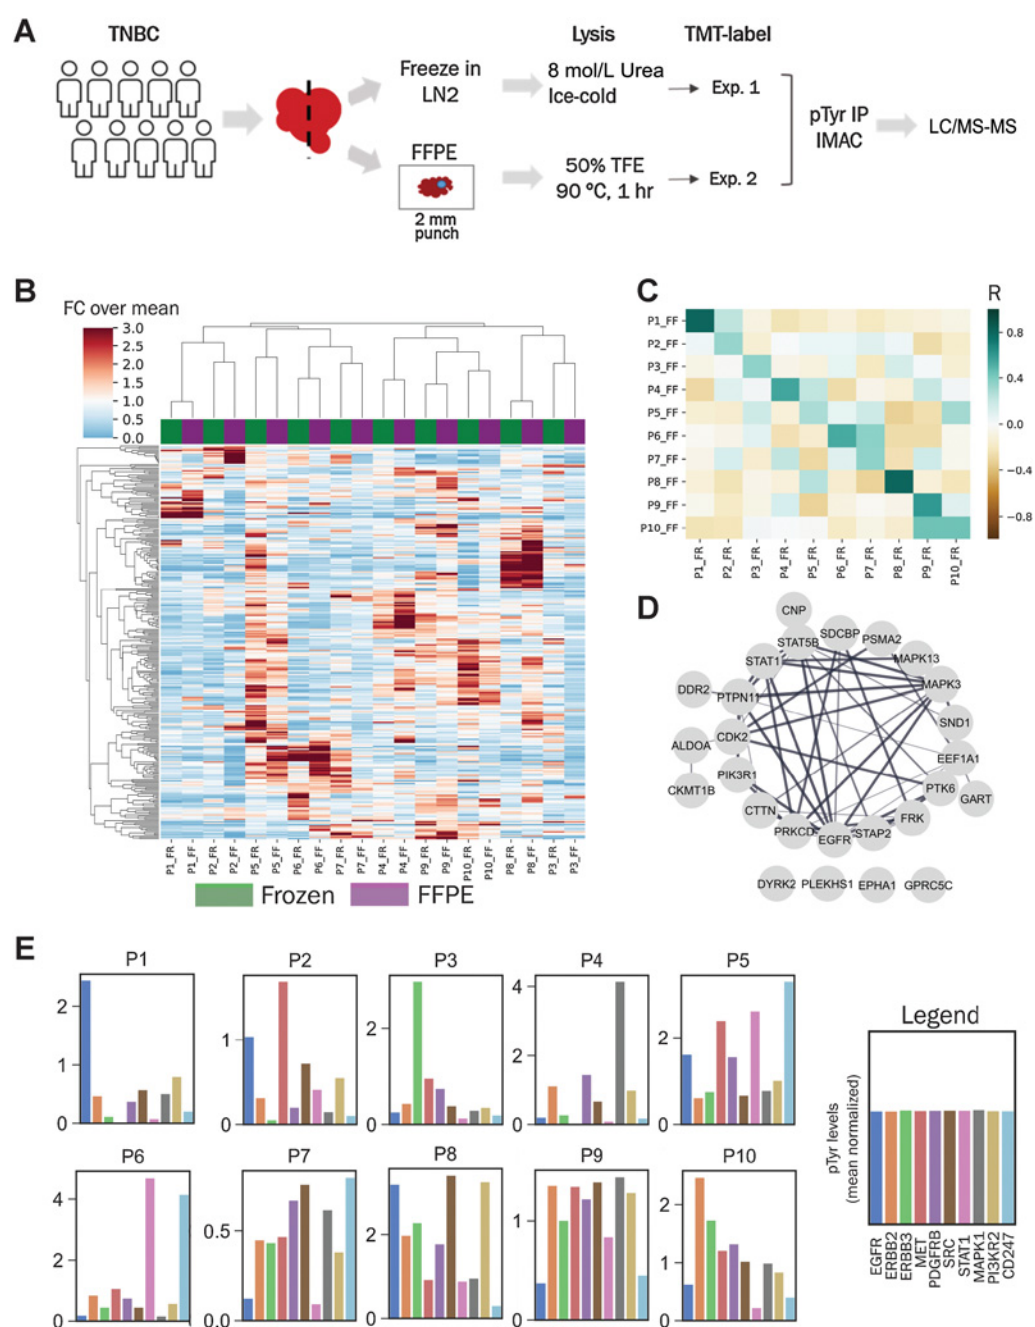 A
TNBC
Lysis
TMT-label
Freeze in
LN2
8 mol/L Urea
Ice-cold
Exp. 1
FFPE
2 mm
punch
50% TFE
90 °C, 1 hr
Exp. 2
pTyr IP
IMAC
LC/MS-MS
B
FC over mean
3.0
2.5
2.0
1.5
1.0
0.5
0.0
P1_FR
P1_FF
P2_FR
P2_FF
P5_FR
P5_FF
P6_FR
P6_FF
P7_FR
P7_FF
P4_FR
P4_FF
P9_FR
P9_FF
P10_FR
P10_FF
P8_FR
P8_FF
P3_FR
P3_FF
Frozen
FFPE
C
R
P1_FF
P2_FF
P3_FF
P4_FF
P5_FF
P6_FF
P7_FF
P8_FF
P9_FF
P10_FF
P1_FR
P2_FR
P3_FR
P4_FR
P5_FR
P6_FR
P7_FR
P8_FR
P9_FR
P10_FR
0.8
0.4
0.0
−0.4
−0.8
D
CNP
STAT5B
SDCBP
PSMA2
STAT1
MAPK13
DDR2
PTPN11
MAPK3
SND1
ALDOA
CDK2
EEF1A1
CKMT1B
PIK3R1
PTK6
GART
CTTN
FRK
PRKCD
EGFR
STAP2
DYRK2
PLEKHS1
EPHA1
GPRC5C
E
P1
2
1
0
P2
1
0
P3
2
0
P4
4
2
0
P5
2
0
P6
4
2
0
P7
0.5
0.0
P8
2
0
P9
1
0
P10
2
1
0
Legend
pTyr levels
(mean normalized)
EGFR
ERBB2
ERBB3
MET
PDGFRB
SRC
STAT1
MAPK1
PI3KR2
CD247